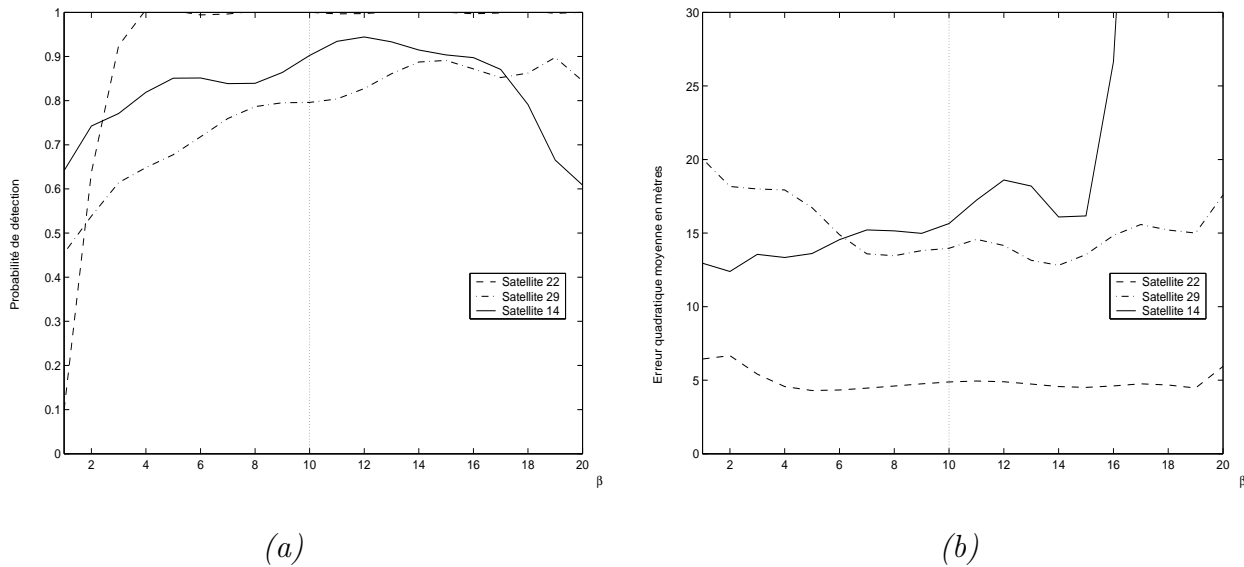 1
0.9
0.8
0.7
0.6
0.5
0.4
0.3
0.2
0.1
0
Probabilité de détection
Satellite 22
Satellite 29
Satellite 14
2 4 6 8 10 12 14 16 18 20
β
(a)
30
25
20
15
10
5
0
Erreur quadratique moyenne en mètres
Satellite 22
Satellite 29
Satellite 14
2 4 6 8 10 12 14 16 18 20
β
(b)